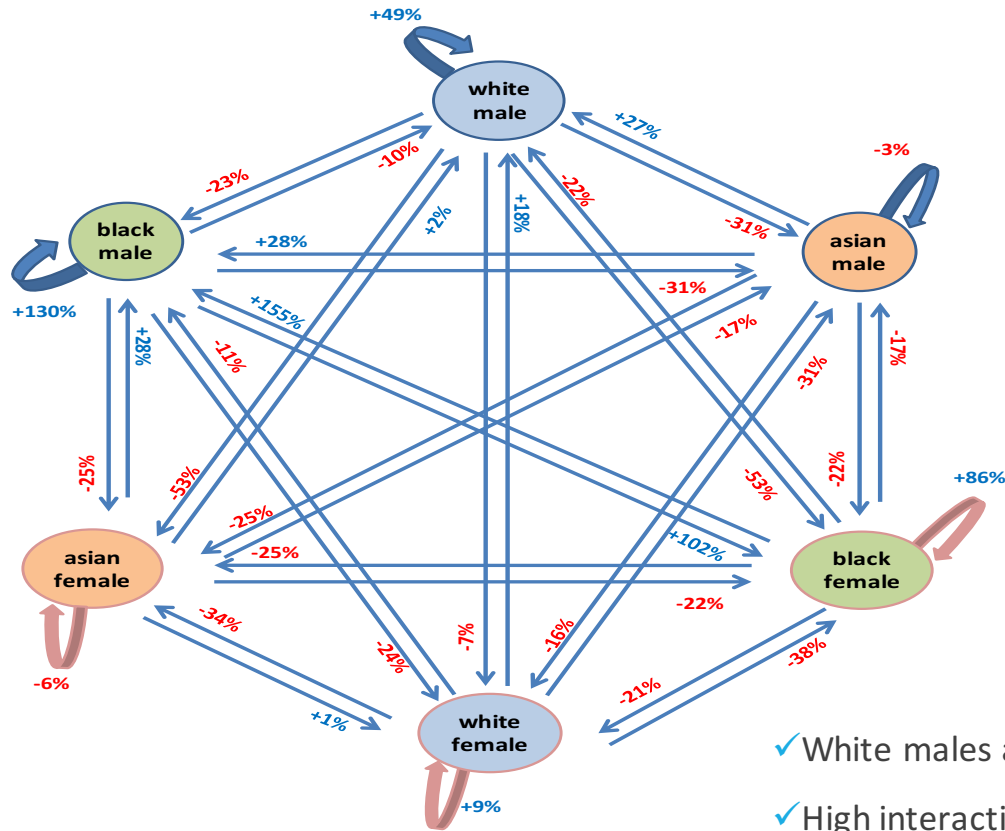 +49%
white
male
+27%
-3%
-10%
-23%
-22%
+2%
+18%
-31%
black
male
asian
male
+28%
+130%
-31%
+155%
-17%
+28%
-11%
-17%
-31%
-25%
-53%
-22%
-53%
+86%
-25%
-25%
+102%
asian
female
black
female
-22%
-34%
-24%
-7%
-16%
-38%
-6%
-21%
+1%
white
female
✓White males a
+9%
✓High interacti